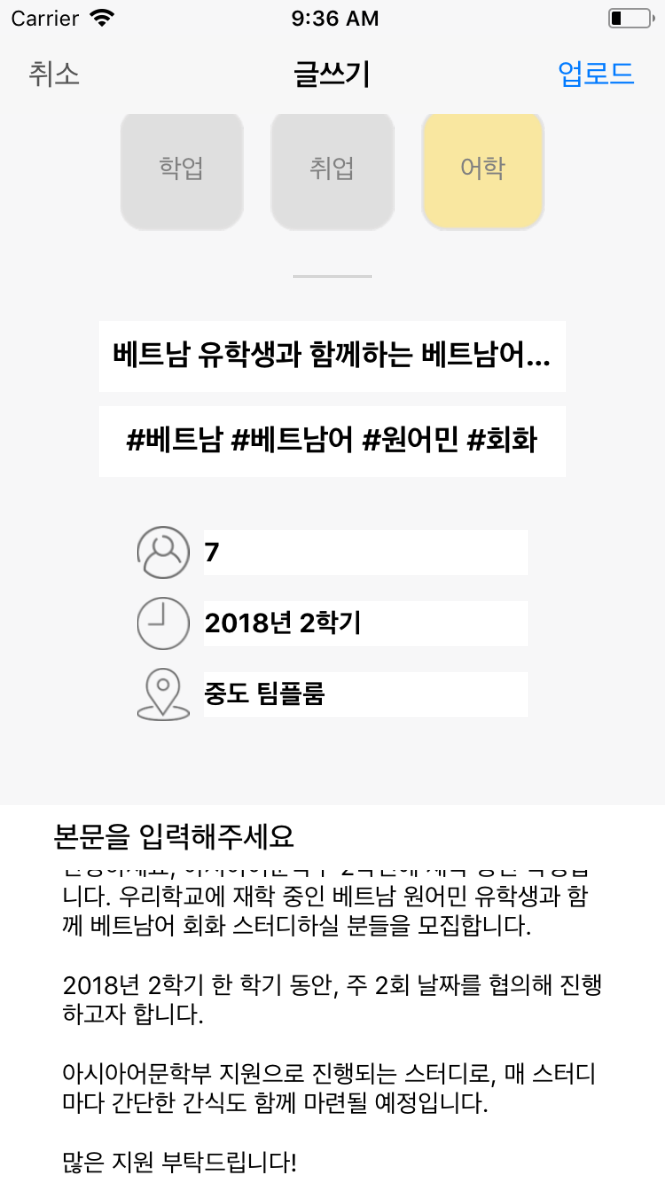 Carrier 9:36 AM
취소 글쓰기 업로드
학업 취업 어학
베트남 유학생과 함께하는 베트남어...
#베트남 #베트남어 #원어민 #회화
7
2018년 2학기
중도 팀플룸
본문을 입력해주세요
니다. 우리학교에 재학 중인 베트남 원어민 유학생과 함
께 베트남어 회화 스터디하실 분들을 모집합니다.
2018년 2학기 한 학기 동안, 주 2회 날짜를 협의해 진행
하고자 합니다.
아시아어문학부 지원으로 진행되는 스터디로, 매 스터디
마다 간단한 간식도 함께 마련될 예정입니다.
많은 지원 부탁드립니다!